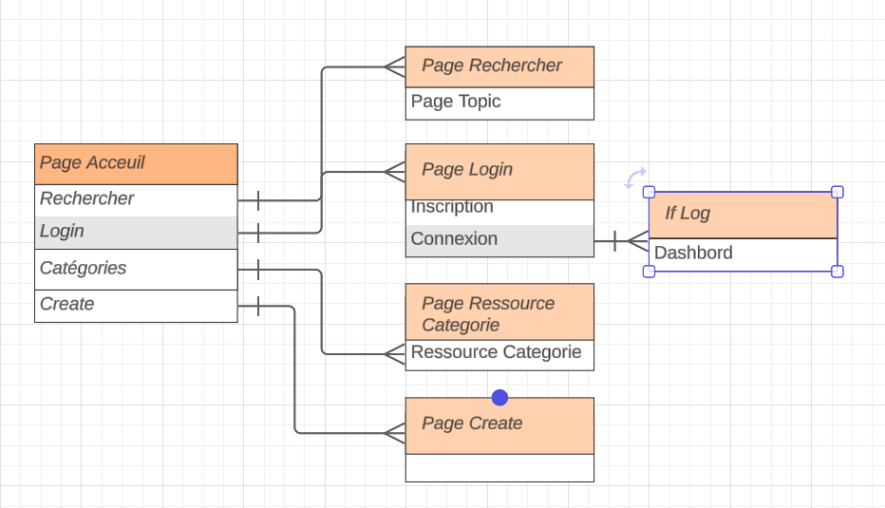 Page Acceuil
Rechercher
Login
Catégories
Create
Page Rechercher
Page Topic
Page Login
Inscription
Connexion
If Log
Dashbord
Page Ressource
Categorie
Ressource Categorie
Page Create